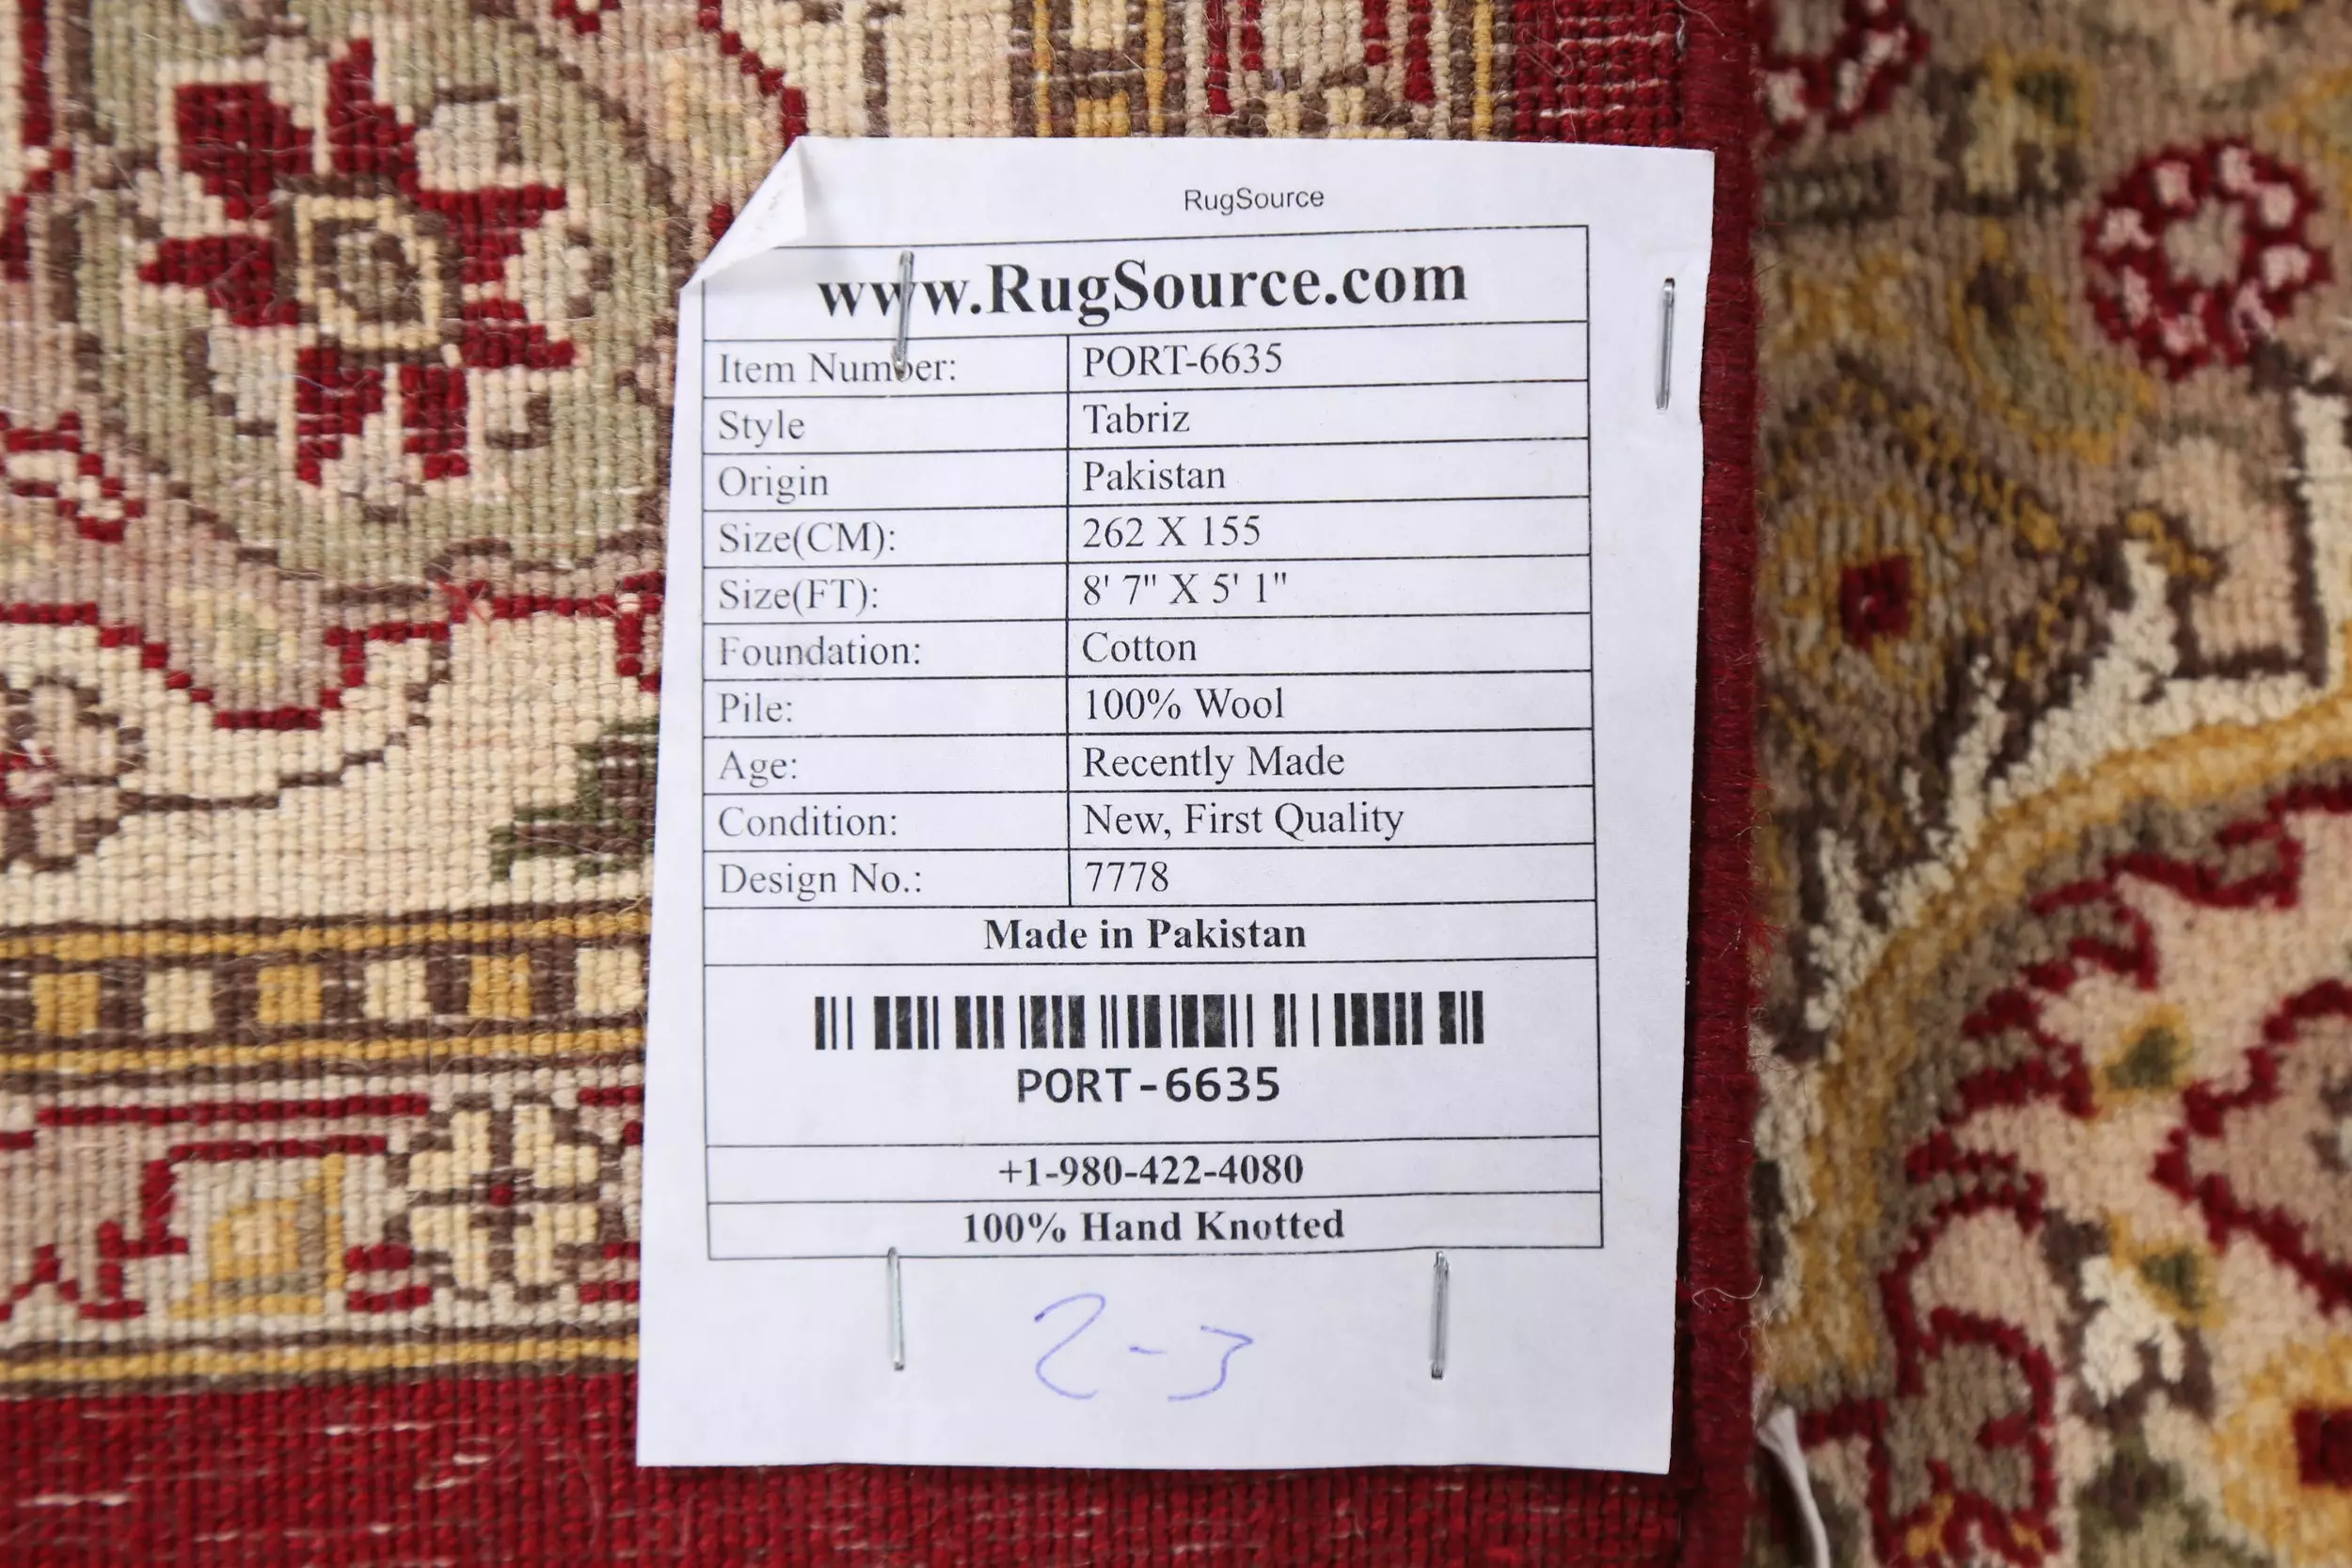 RugSource
www.RugSource.com
Item Number: PORT-6635
Style Tabriz
Origin Pakistan
Size(CM): 262 X 155
Size(FT): 8' 7" X 5' 1"
Foundation: Cotton
Pile: 100% Wool
Age: Recently Made
Condition: New, First Quality
Design No.: 7778
Made in Pakistan
PORT-6635
+1-980-422-4080
100% Hand Knotted
2-3